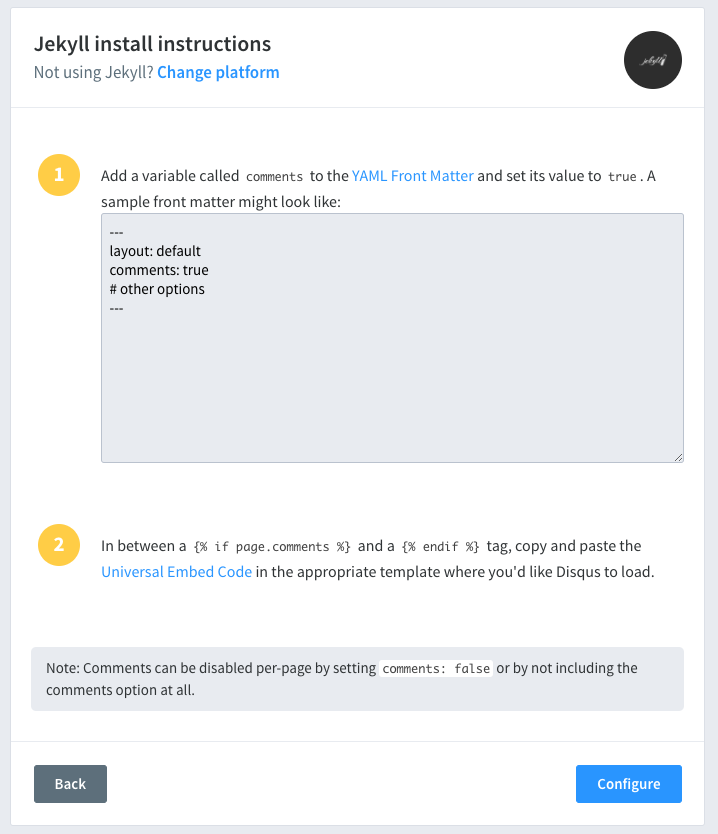 Jekyll install instructions
Not using Jekyll? Change platform
jekyll
1
Add a variable called comments to the YAML Front Matter and set its value to true. A
sample front matter might look like:
---
layout: default
comments: true
# other options
---
2
In between a {% if page.comments %} and a {% endif %} tag, copy and paste the
Universal Embed Code in the appropriate template where you'd like Disqus to load.
Note: Comments can be disabled per-page by setting comments: false or by not including the
comments option at all.
Back
Configure